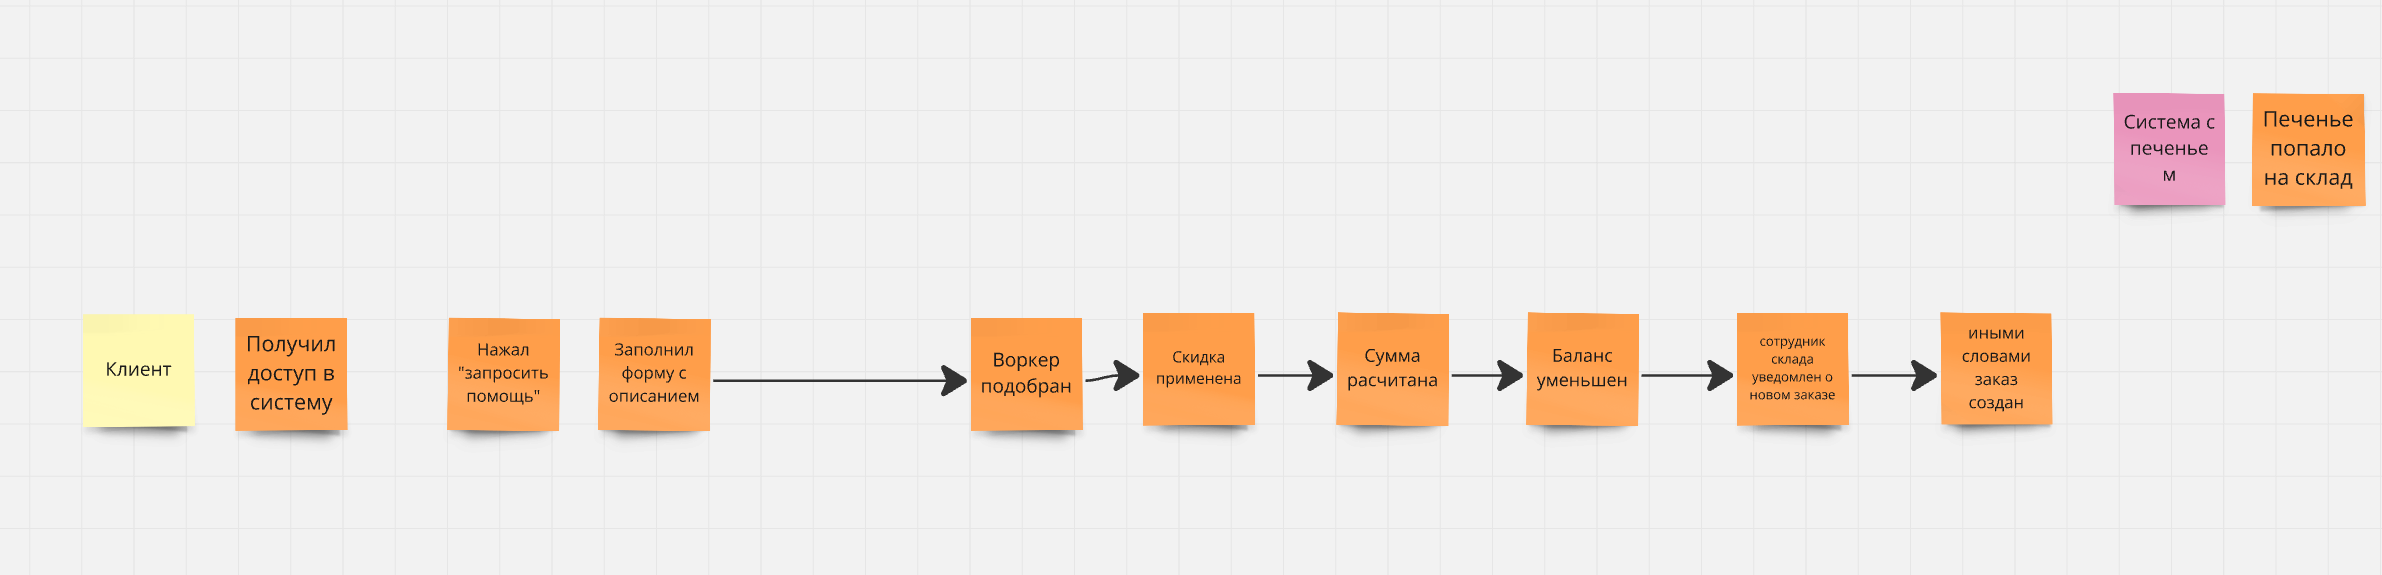 Система с
печенье
м
Печенье
попало
на склад
Клиент
Получил
доступ в
систему
Нажал
"запросить
помощь"
Заполнил
форму с
описанием
Воркер
подобран
Скидка
применена
Сумма
расчитана
Баланс
уменьшен
сотрудник
склада
уведомлен о
новом заказе
иными
словами
заказ
создан